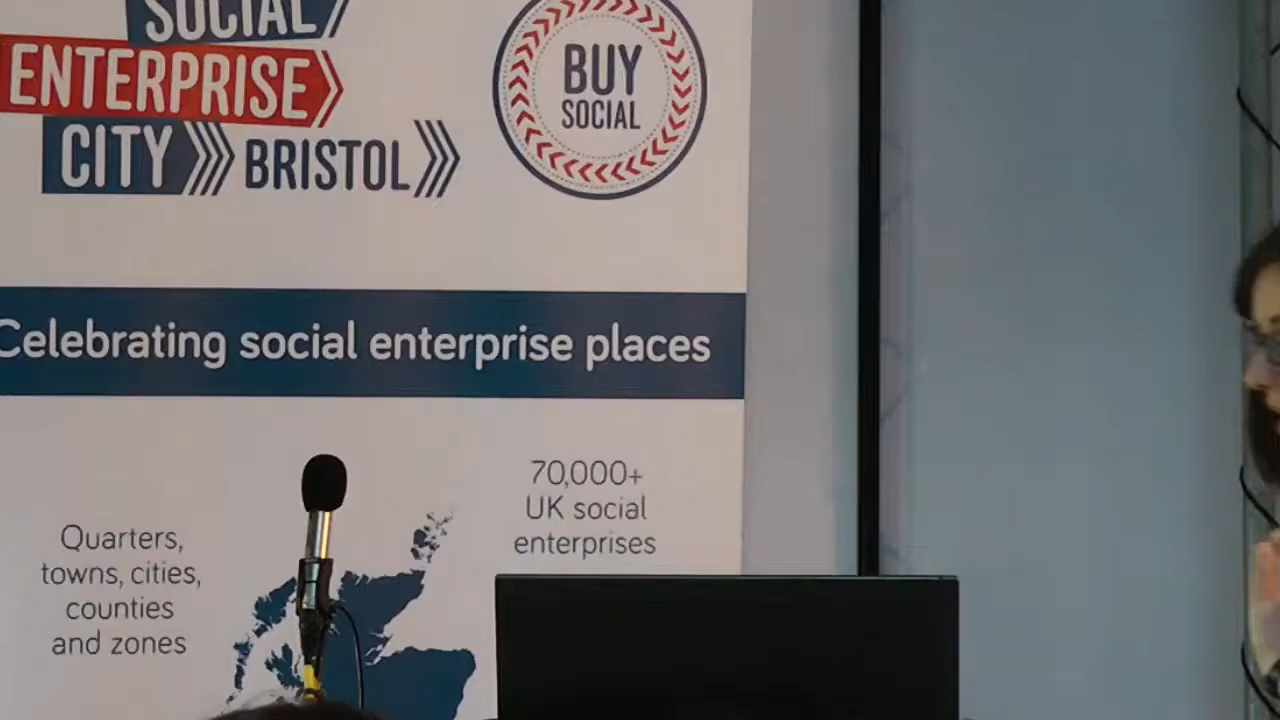 SOCIAL
ENTERPRISE
CITY BRISTOL
BUY
SOCIAL
Celebrating social enterprise places
Quarters,
towns, cities,
counties
and zones
70,000+
UK social
enterprises